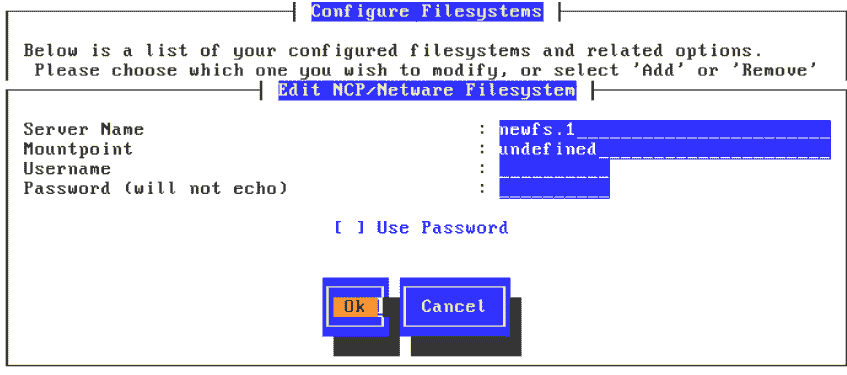 Configure Filesystems
Below is a list of your configured filesystems and related options.
Please choose which one you wish to modify, or select 'Add' or 'Remove'
Edit NCP/Netware Filesystem
Server Name : newfs.1
Mountpoint : undefined
Username :
Password (will not echo) :
[ ] Use Password
Ok Cancel